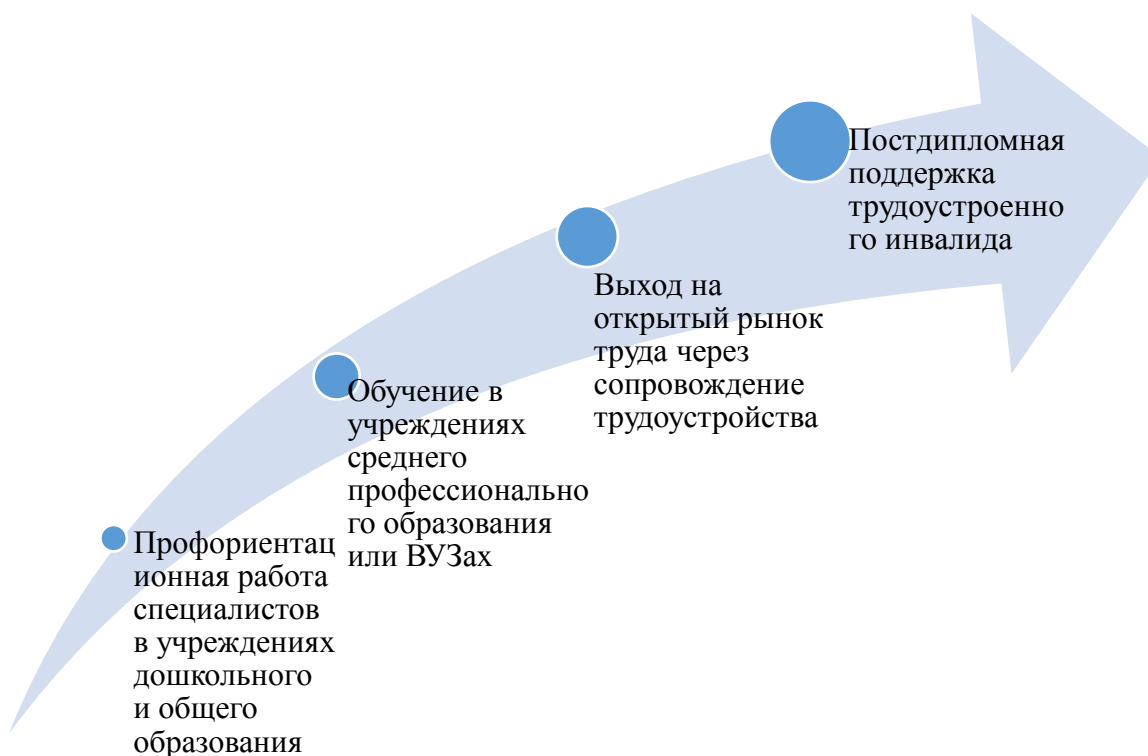 Профориентац
ионная работа
специалистов
в учреждениях
дошкольного
и общего
образования
Обучение в
учреждениях
среднего
профессионально
го образования
или ВУЗах
Выход на
открытый рынок
труда через
сопровождение
трудоустройства
Постдипломная
поддержка
трудоустроенно
го инвалида